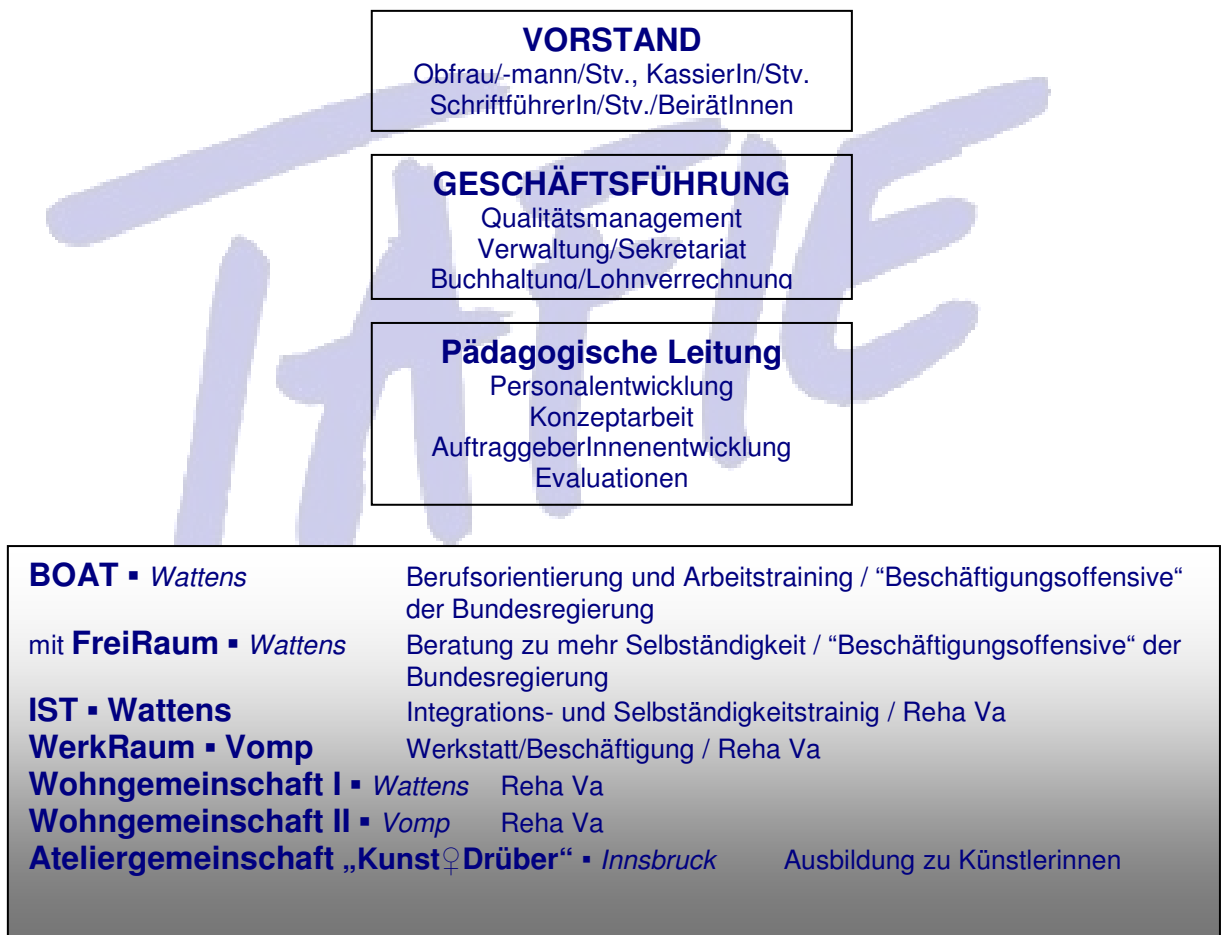 TAFIE
VORSTAND
Obfrau/-mann/Stv., KassierIn/Stv.
SchriftführerIn/Stv./BeirätInnen
GESCHÄFTSFÜHRUNG
Qualitätsmanagement
Verwaltung/Sekretariat
Buchhaltung/Lohnverrechnung
Pädagogische Leitung
Personalentwicklung
Konzeptarbeit
AuftraggeberInnenentwicklung
Evaluationen
BOAT ▪ Wattens Berufsorientierung und Arbeitstraining / “Beschäftigungsoffensive“
der Bundesregierung
mit FreiRaum ▪ Wattens Beratung zu mehr Selbständigkeit / “Beschäftigungsoffensive“ der
Bundesregierung
IST ▪ Wattens Integrations- und Selbständigkeitstrainig / Reha Va
WerkRaum ▪ Vomp Werkstatt/Beschäftigung / Reha Va
Wohngemeinschaft I ▪ Wattens Reha Va
Wohngemeinschaft II ▪ Vomp Reha Va
Ateliergemeinschaft „Kunst♀Drüber“ ▪ Innsbruck Ausbildung zu Künstlerinnen